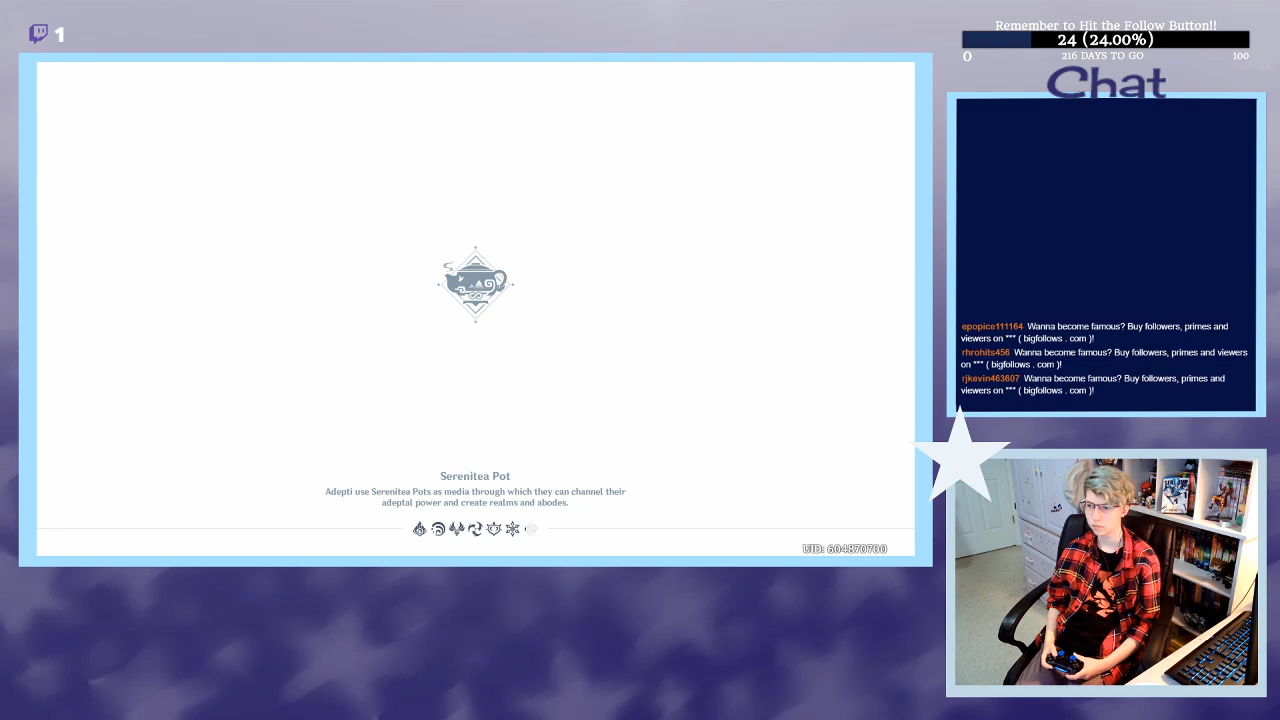 1
Remember to Hit the Follow Button!!
24 (24.00%)
0 216 DAYS TO GO 100
Chat
epopice111164 Wanna become famous? Buy followers, primes and
viewers on *** ( bigfollows . com )!
rhrohits456 Wanna become famous? Buy followers, primes and viewers
on *** ( bigfollows . com )!
rjkevin463607 Wanna become famous? Buy followers, primes and
viewers on *** ( bigfollows . com )!
Serenitea Pot
Adepti use Serenitea Pots as media through which they can channel their
adeptal power and create realms and abodes.
UID: 604870700